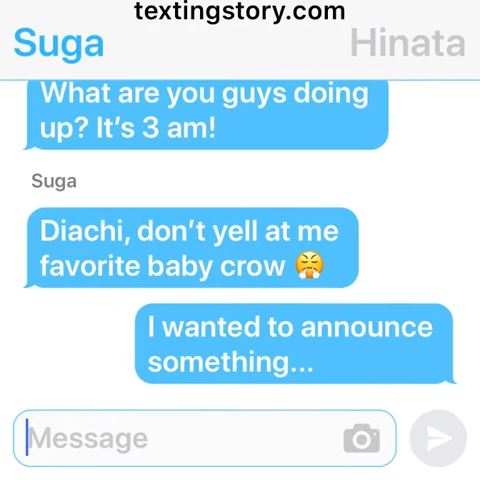 textingstory.com
Suga Hinata
What are you guys doing
up? It's 3 am!
Suga
Diachi, don't yell at me
favorite baby crow 😤
I wanted to announce
something...
Message